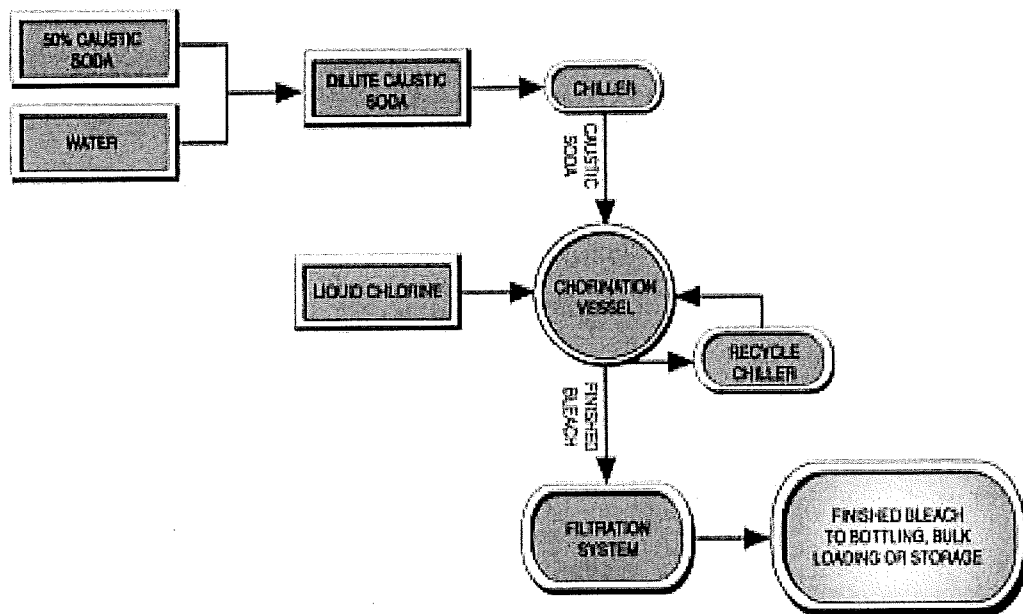 50% CAUSTIC
SODA
WATER
DILUTE CAUSTIC
SODA
CHILLER
CAUSTIC
SODA
LIQUID CHLORINE
CHORINATION
VESSEL
RECYCLE
CHILLER
FINISHED
BLEACH
FILTRATION
SYSTEM
FINISHED BLEACH
TO BOTTLING, BULK
LOADING OR STORAGE